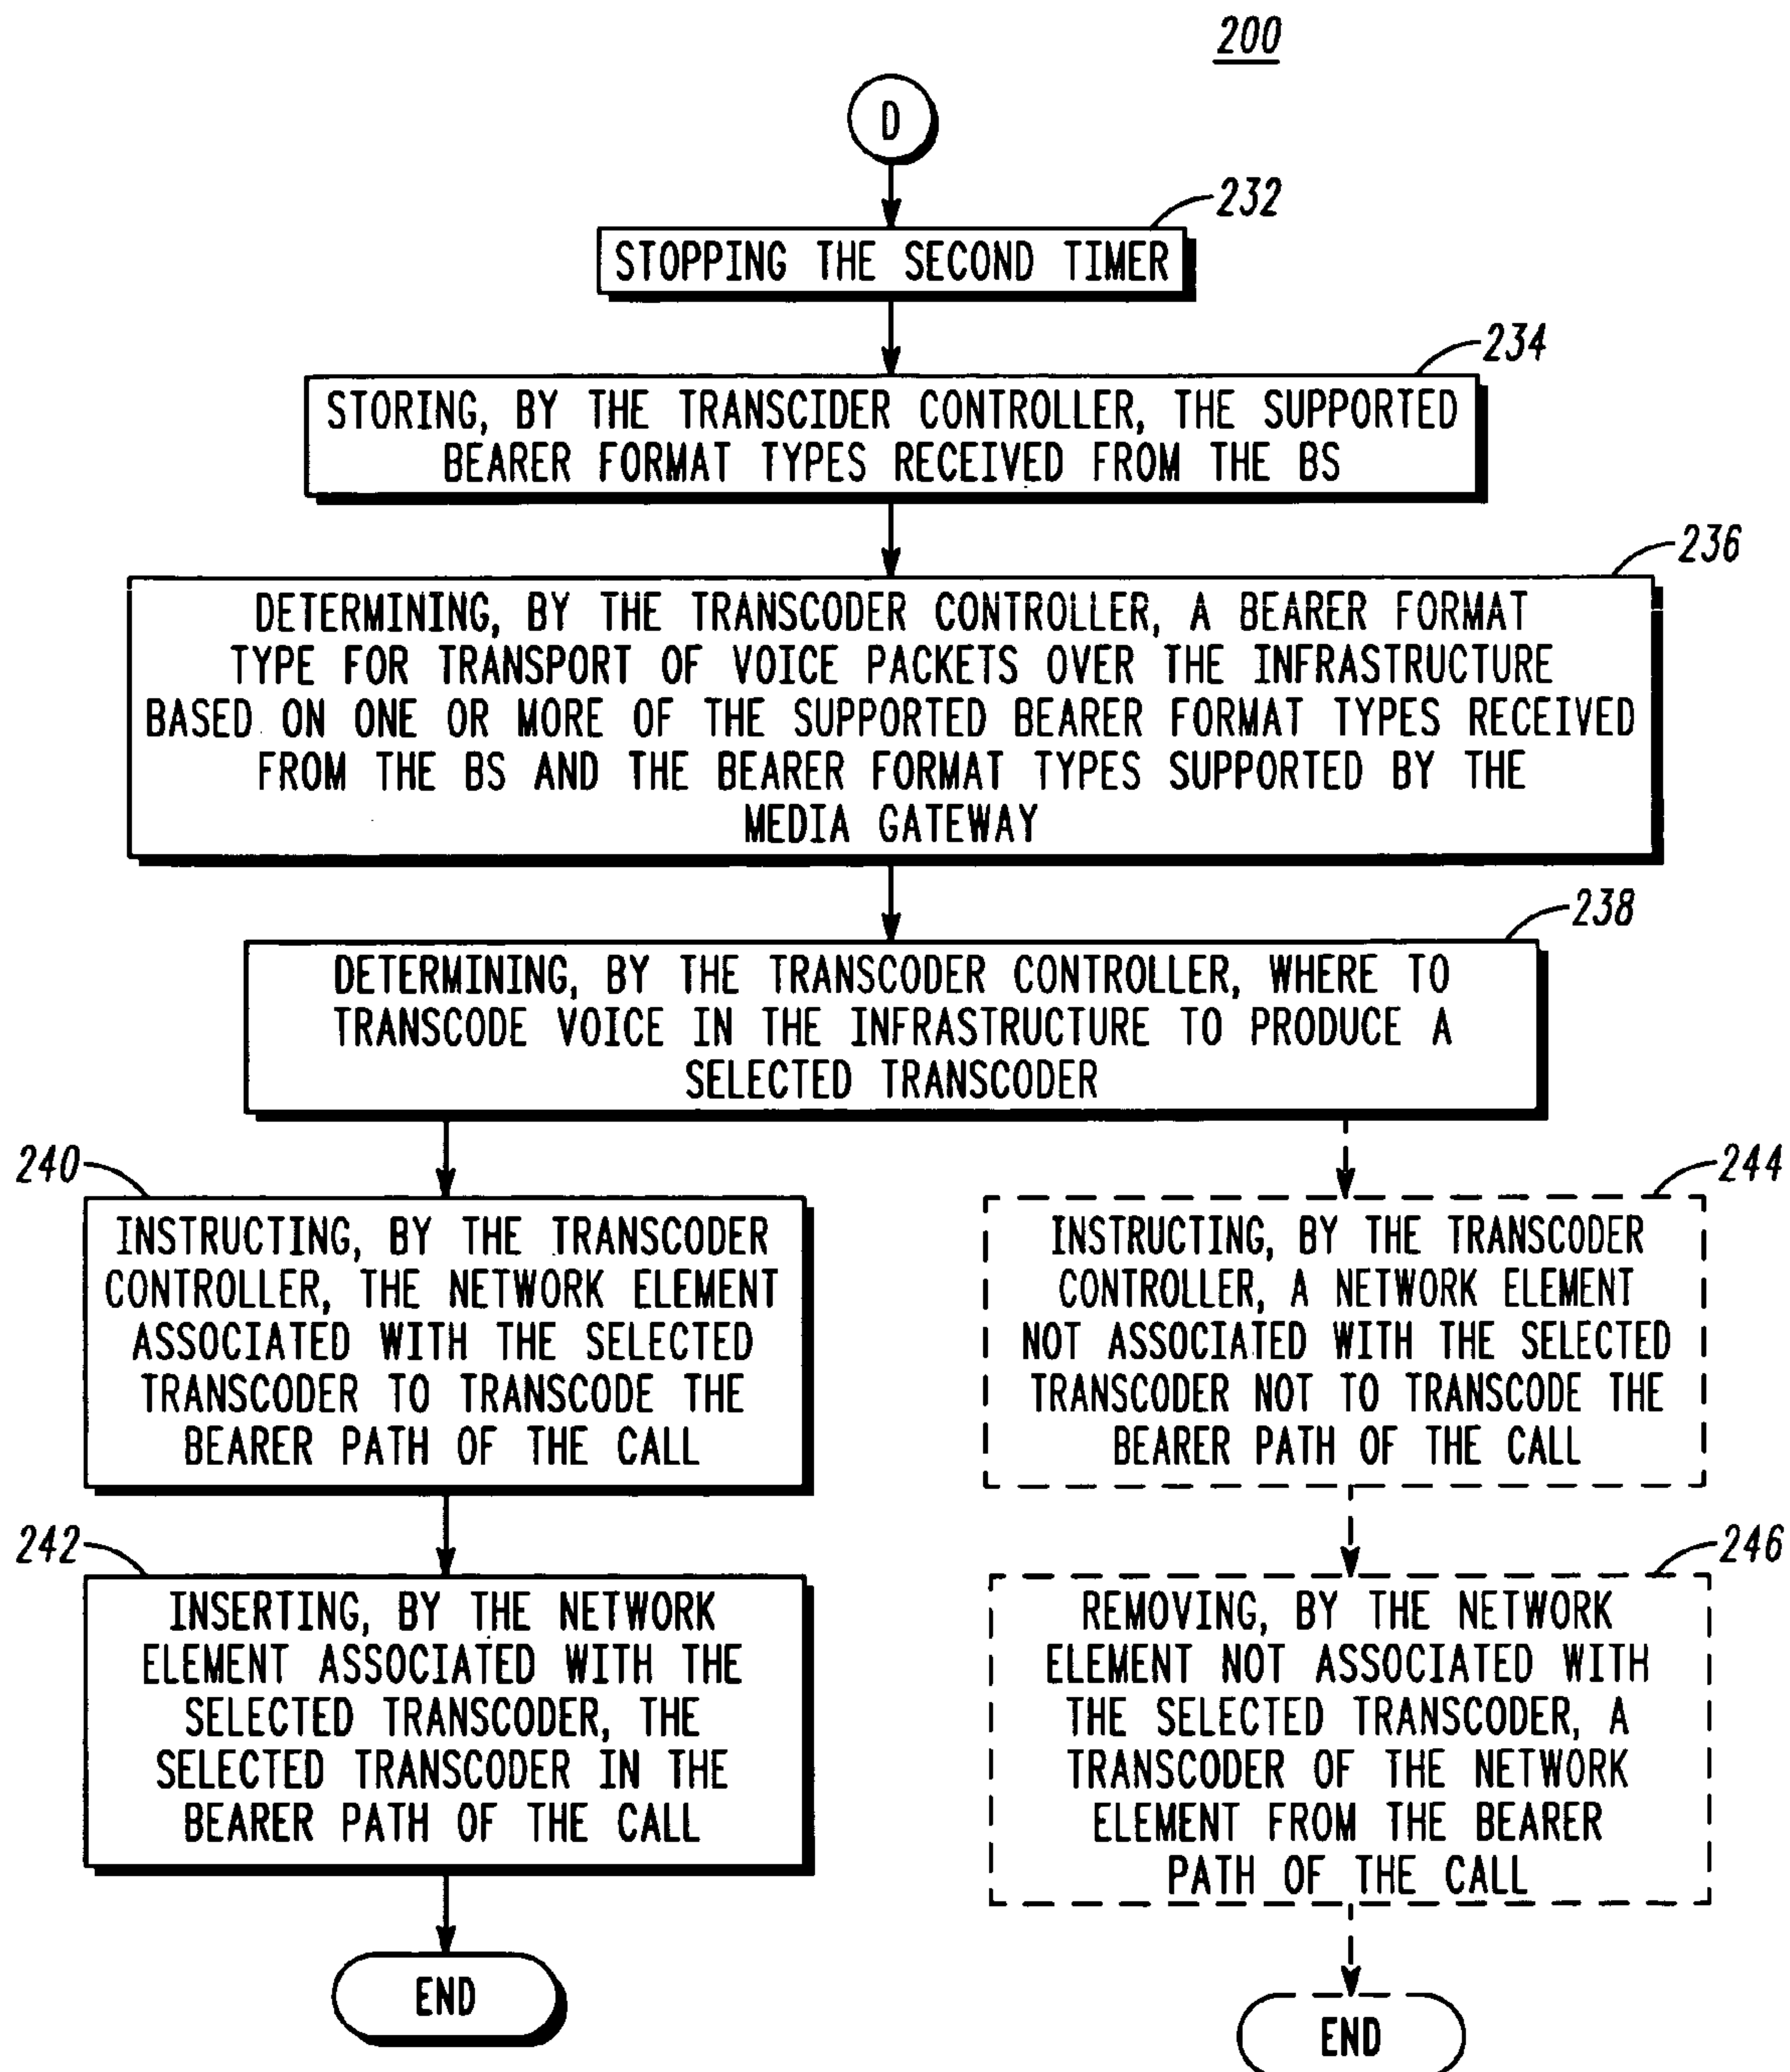 200
D
232
STOPPING THE SECOND TIMER
234
STORING, BY THE TRANSCIDER CONTROLLER, THE SUPPORTED
BEARER FORMAT TYPES RECEIVED FROM THE BS
236
DETERMINING, BY THE TRANSCODER CONTROLLER, A BEARER FORMAT
TYPE FOR TRANSPORT OF VOICE PACKETS OVER THE INFRASTRUCTURE
BASED ON ONE OR MORE OF THE SUPPORTED BEARER FORMAT TYPES RECEIVED
FROM THE BS AND THE BEARER FORMAT TYPES SUPPORTED BY THE
MEDIA GATEWAY
238
DETERMINING, BY THE TRANSCODER CONTROLLER, WHERE TO
TRANSCODE VOICE IN THE INFRASTRUCTURE TO PRODUCE A
SELECTED TRANSCODER
240
INSTRUCTING, BY THE TRANSCODER
CONTROLLER, THE NETWORK ELEMENT
ASSOCIATED WITH THE SELECTED
TRANSCODER TO TRANSCODE THE
BEARER PATH OF THE CALL
244
INSTRUCTING, BY THE TRANSCODER
CONTROLLER, A NETWORK ELEMENT
NOT ASSOCIATED WITH THE SELECTED
TRANSCODER NOT TO TRANSCODE THE
BEARER PATH OF THE CALL
242
INSERTING, BY THE NETWORK
ELEMENT ASSOCIATED WITH THE
SELECTED TRANSCODER, THE
SELECTED TRANSCODER IN THE
BEARER PATH OF THE CALL
246
REMOVING, BY THE NETWORK
ELEMENT NOT ASSOCIATED WITH
THE SELECTED TRANSCODER, A
TRANSCODER OF THE NETWORK
ELEMENT FROM THE BEARER
PATH OF THE CALL
END
END